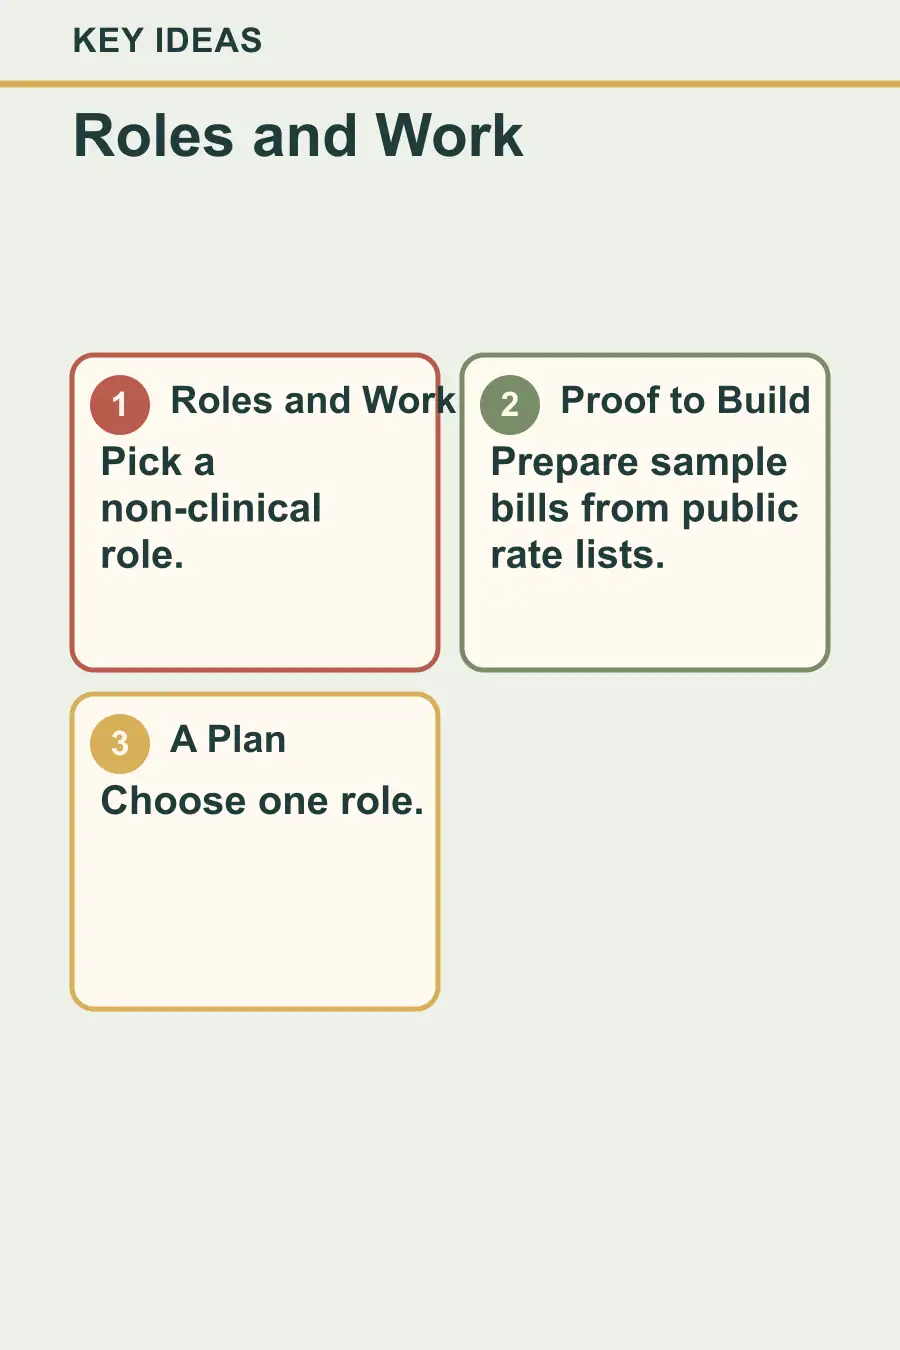 KEY IDEAS
Roles and Work
1 Roles and Work
Pick a
non-clinical
role.
2 Proof to Build
Prepare sample
bills from public
rate lists.
3 A Plan
Choose one role.